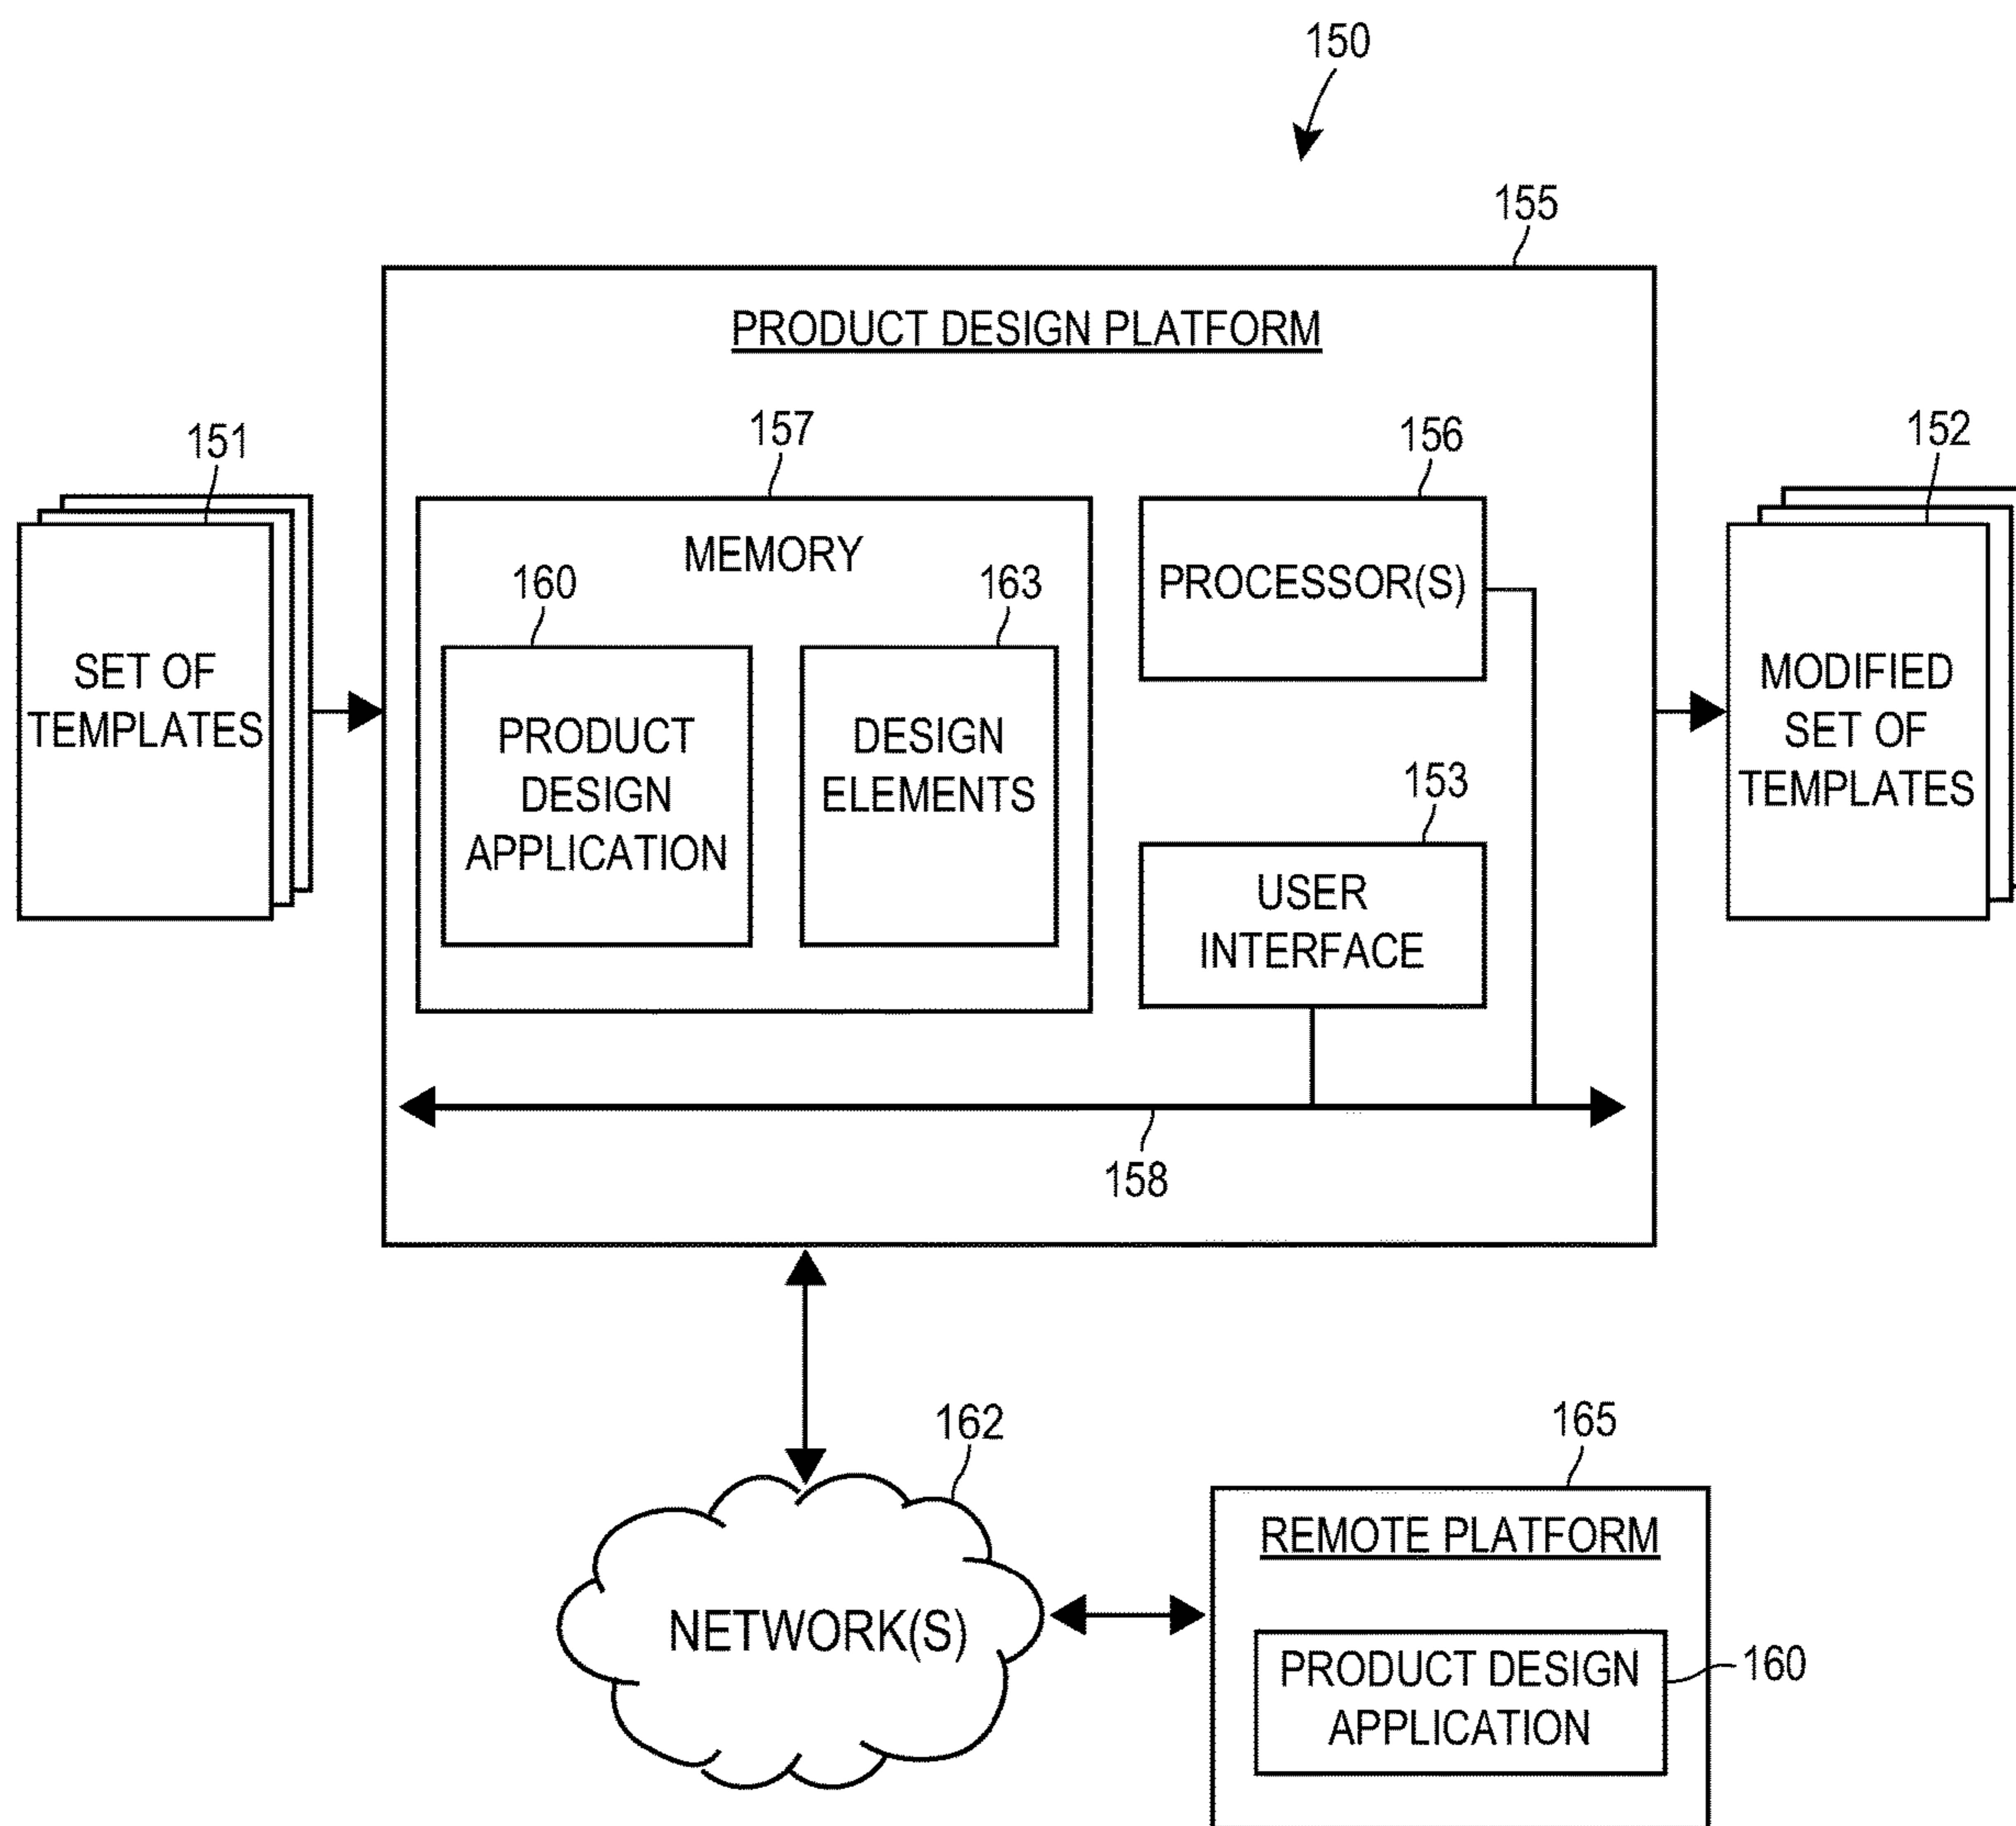 150
155
PRODUCT DESIGN PLATFORM
151
157
156
152
SET OF
TEMPLATES
MEMORY
160
163
PRODUCT
DESIGN
APPLICATION
DESIGN
ELEMENTS
PROCESSOR(S)
153
USER
INTERFACE
MODIFIED
SET OF
TEMPLATES
158
162
165
NETWORK(S)
REMOTE PLATFORM
PRODUCT DESIGN
APPLICATION
160